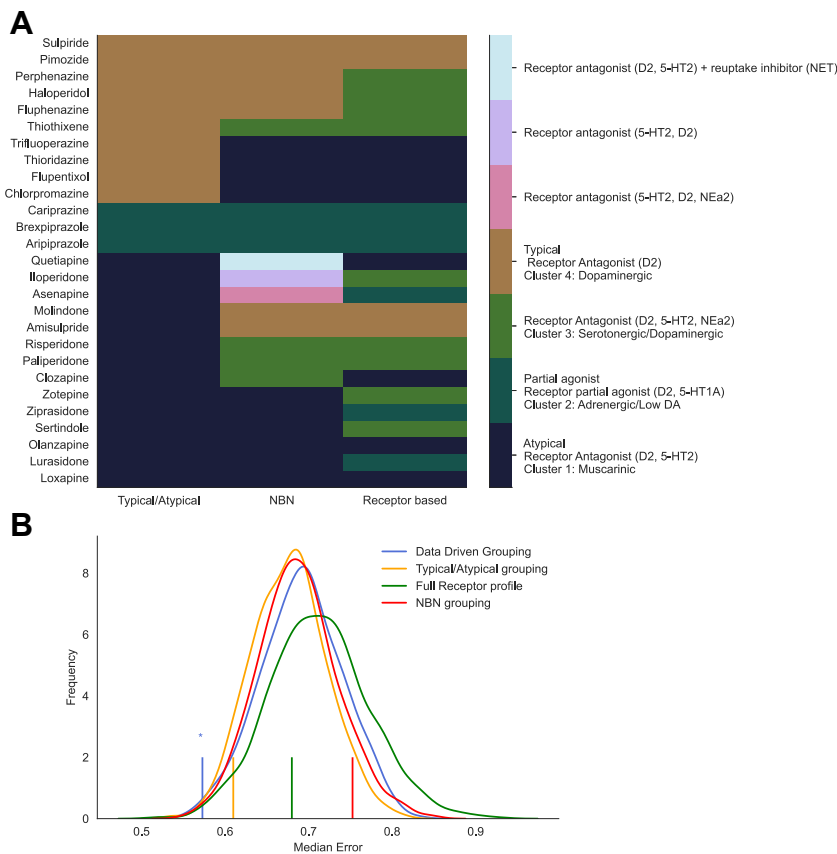 A
Sulpiride
Pimozide
Perphenazine
Haloperidol
Fluphenazine
Thiothixene
Trifluoperazine
Thioridazine
Flupentixol
Chlorpromazine
Cariprazine
Brexpiprazole
Aripiprazole
Quetiapine
Iloperidone
Asenapine
Molindone
Amisulpride
Risperidone
Paliperidone
Clozapine
Zotepine
Ziprasidone
Sertindole
Olanzapine
Lurasidone
Loxapine
Typical/Atypical
NBN
Receptor based
Receptor antagonist (D2, 5-HT2) + reuptake inhibitor (NET)
Receptor antagonist (5-HT2, D2)
Receptor antagonist (5-HT2, D2, NEa2)
Typical
Receptor Antagonist (D2)
Cluster 4: Dopaminergic
Receptor Antagonist (D2, 5-HT2, NEa2)
Cluster 3: Serotonergic/Dopaminergic
Partial agonist
Receptor partial agonist (D2, 5-HT1A)
Cluster 2: Adrenergic/Low DA
Atypical
Receptor Antagonist (D2, 5-HT2)
Cluster 1: Muscarinic
B
Data Driven Grouping
Typical/Atypical grouping
Full Receptor profile
NBN grouping
8
6
4
2
0
Frequency
*
0.5
0.6
0.7
0.8
0.9
Median Error